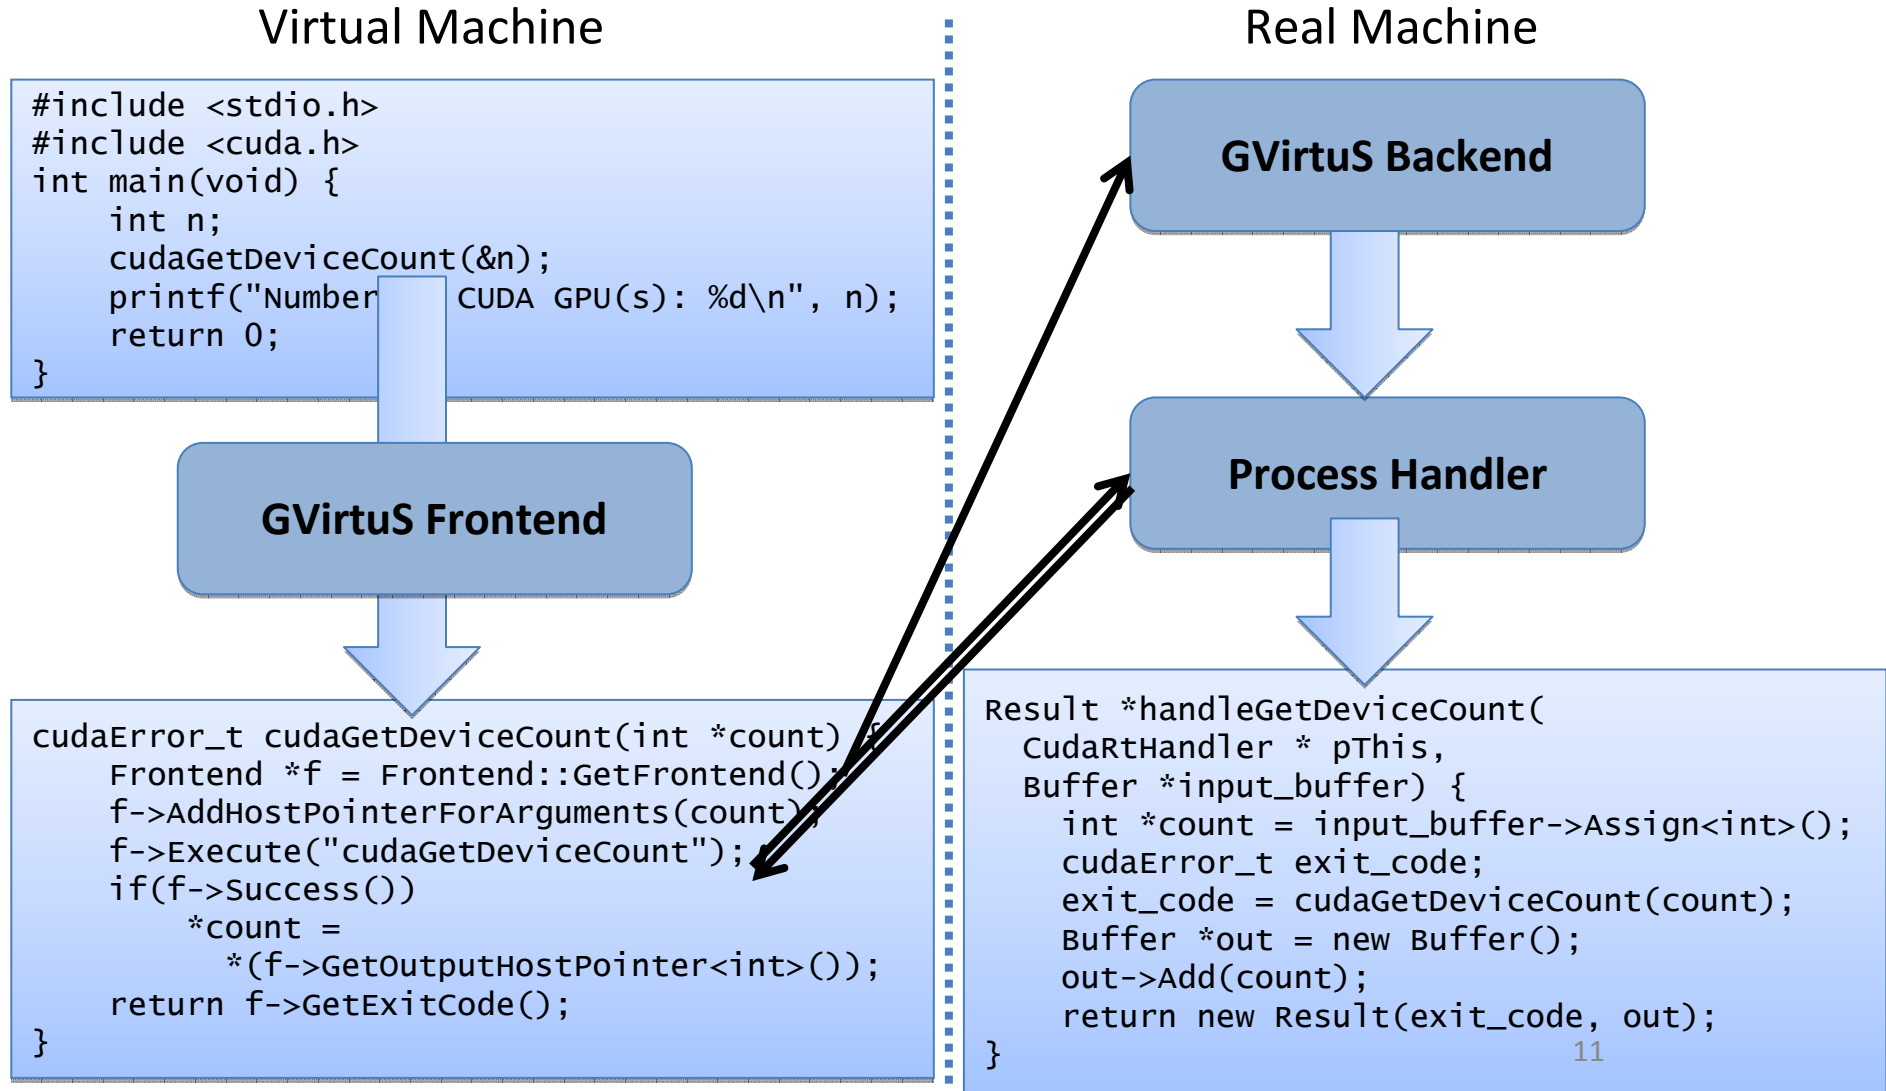 Virtual Machine
#include <stdio.h>
#include <cuda.h>
int main(void) {
int n;
cudaGetDeviceCount(&n);
printf("Number CUDA GPU(s): %d\n", n);
return 0;
}
GVirtuS Frontend
cudaError_t cudaGetDeviceCount(int *count) {
Frontend *f = Frontend::GetFrontend();
f->AddHostPointerForArguments(count);
f->Execute("cudaGetDeviceCount");
if(f->Success())
*count =
*(f->GetOutputHostPointer<int>());
return f->GetExitCode();
}
Real Machine
GVirtuS Backend
Process Handler
Result *handleGetDeviceCount(
CudaRtHandler * pThis,
Buffer *input_buffer) {
int *count = input_buffer->Assign<int>();
cudaError_t exit_code;
exit_code = cudaGetDeviceCount(count);
Buffer *out = new Buffer();
out->Add(count);
return new Result(exit_code, out);
}
11